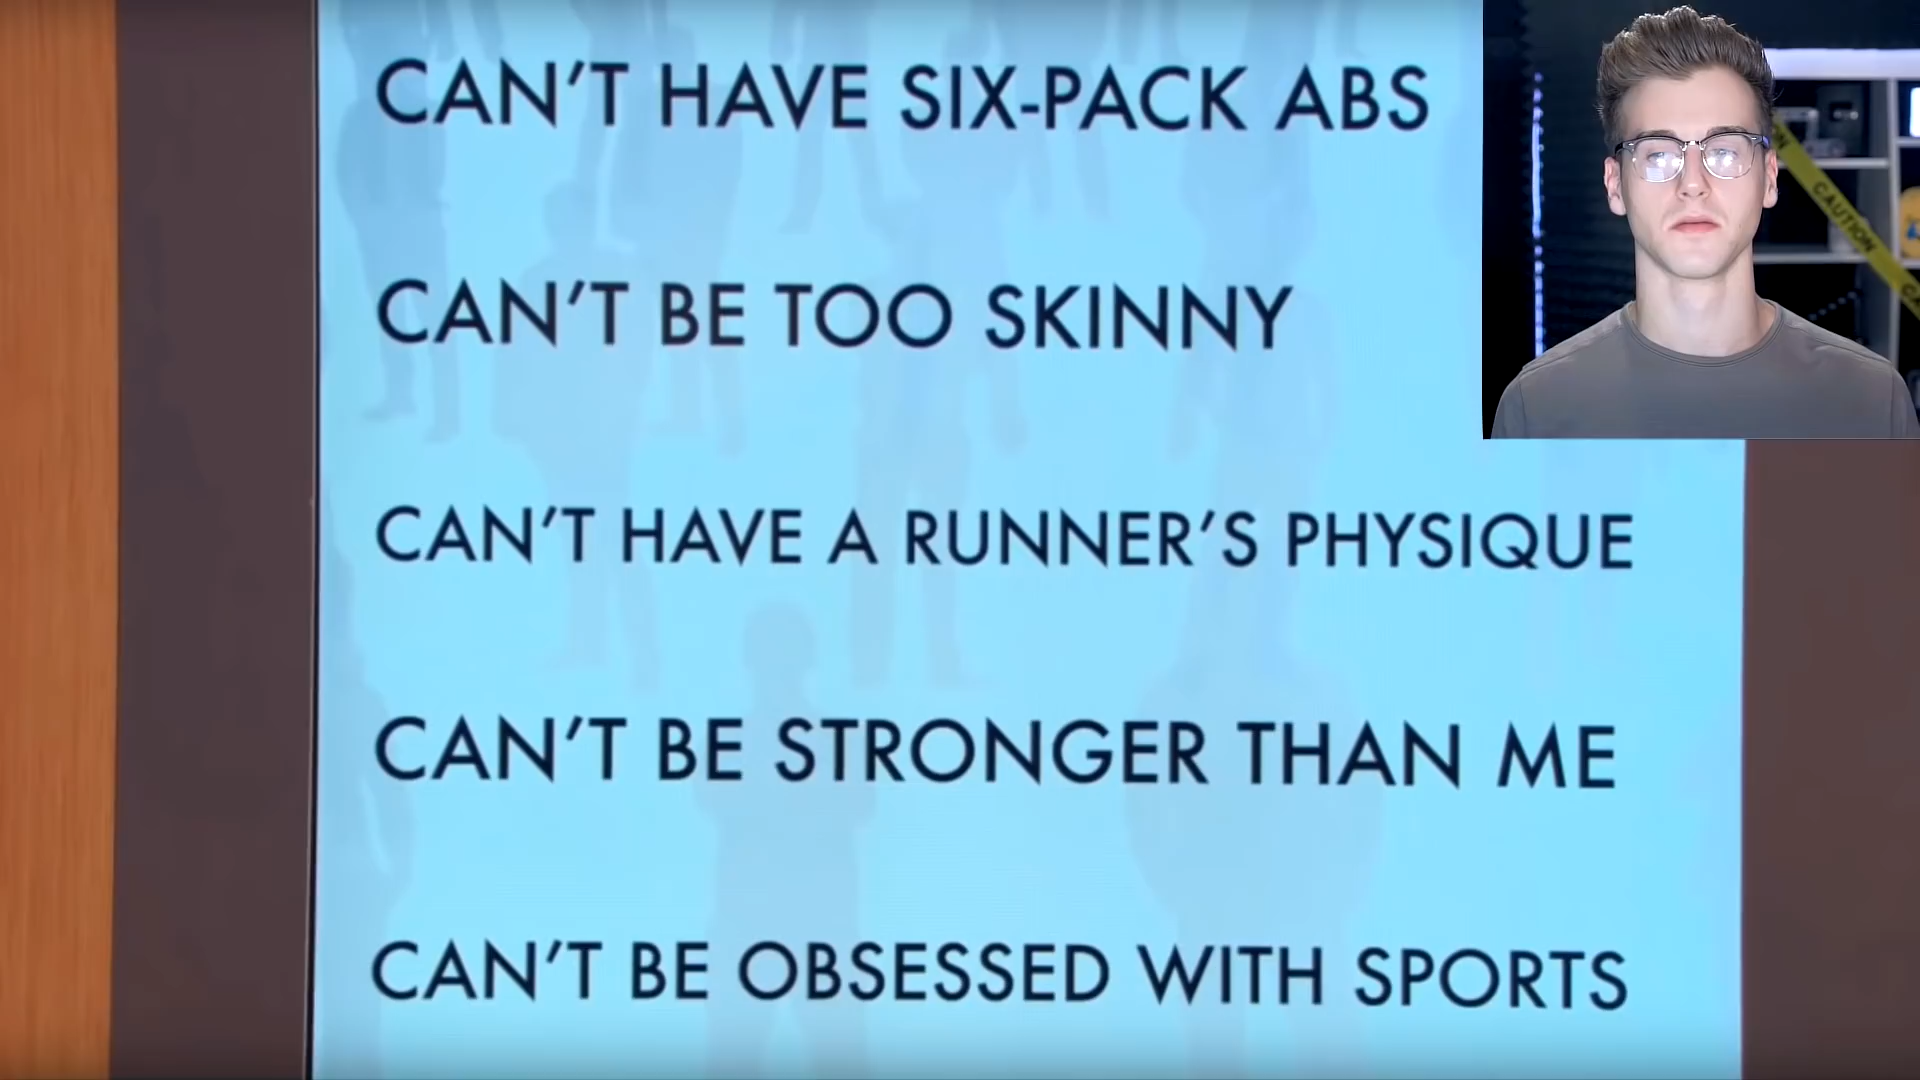 CAN'T HAVE SIX-PACK ABS
CAN'T BE TOO SKINNY
CAN'T HAVE A RUNNER'S PHYSIQUE
CAN'T BE STRONGER THAN ME
CAN'T BE OBSESSED WITH SPORTS
CAUTION